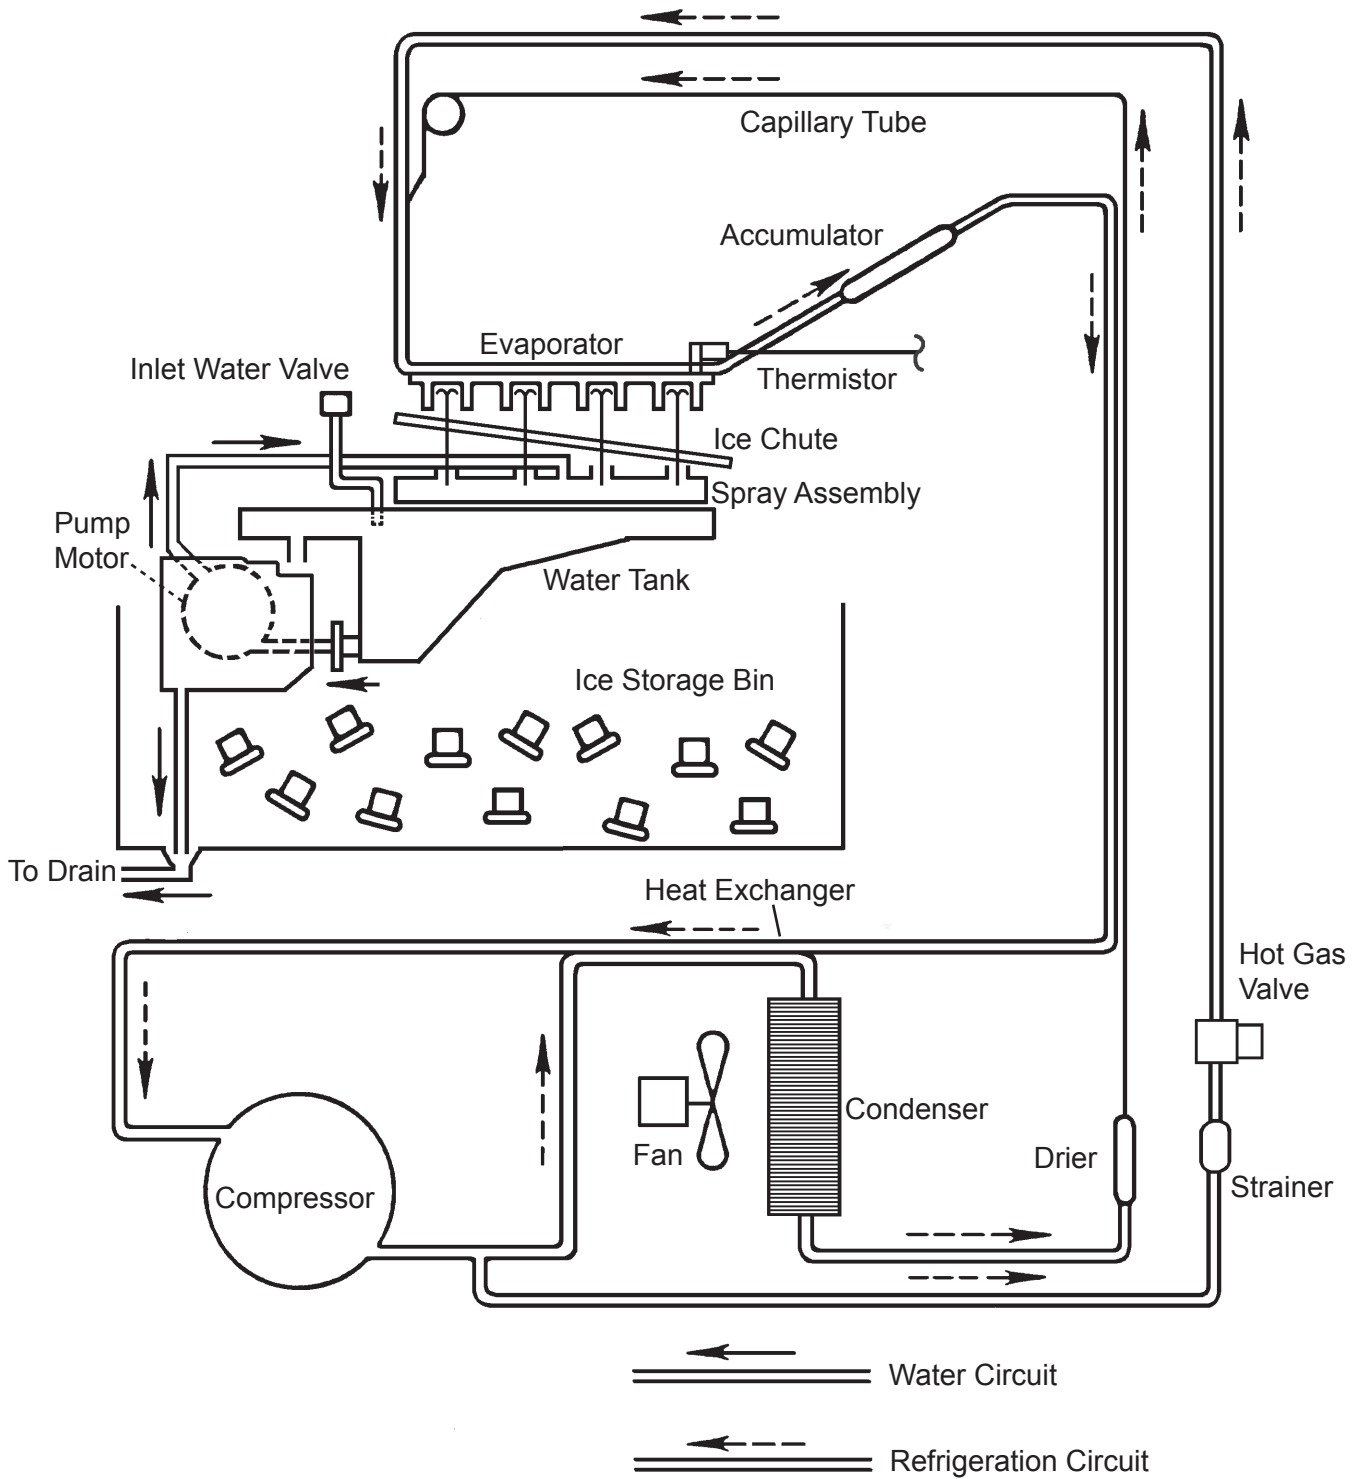 Capillary Tube
Accumulator
Evaporator
Inlet Water Valve
Thermistor
Ice Chute
Spray Assembly
Pump
Motor
Water Tank
Ice Storage Bin
To Drain
Heat Exchanger
Hot Gas
Valve
Condenser
Fan
Drier
Compressor
Strainer
Water Circuit
Refrigeration Circuit